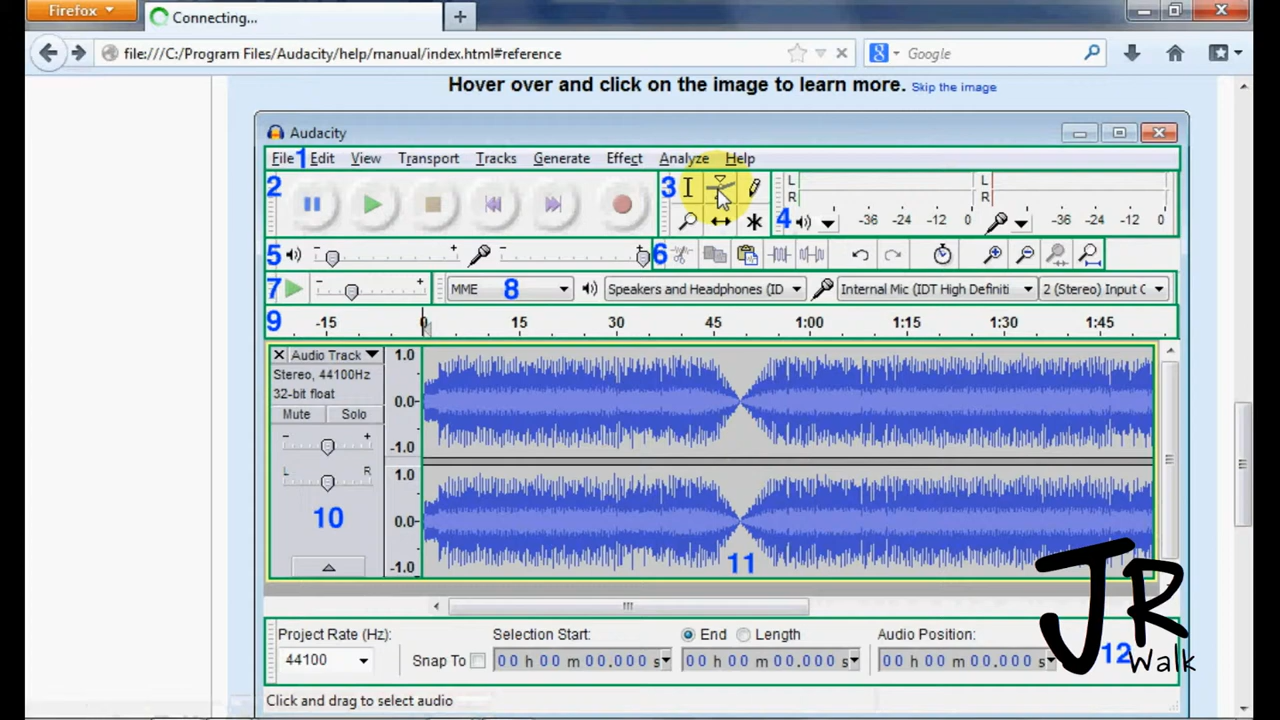 Firefox
Connecting...
file:///C:/Program Files/Audacity/help/manual/index.html#reference
Google
Hover over and click on the image to learn more. Skip the image
Audacity
File 1 Edit View Transport Tracks Generate Effect Analyze Help
2 3 L R 4 -36 -24 -12 0 L R -36 -24 -12 0
5 - + - + 6
7 - + MME 8 Speakers and Headphones (ID Internal Mic (IDT High Definiti 2 (Stereo) Input C
9 -15 0 15 30 45 1:00 1:15 1:30 1:45
Audio Track 1.0
Stereo, 44100Hz
32-bit float 0.0-
Mute Solo
- + -1.0
L R 1.0
10 0.0-
11 -1.0
Project Rate (Hz): Selection Start: End Length Audio Position:
44100 Snap To 00 h 00 m 00.000 s 00 h 00 m 00.000 s 00 h 00 m 00.000 s 12
Click and drag to select audio
JR
Walk